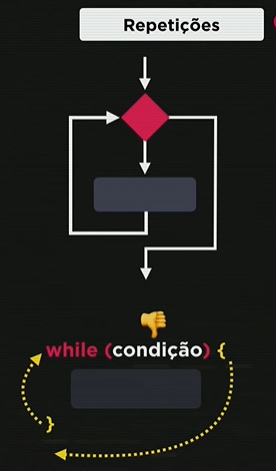 Repetições
while (condição) {
}